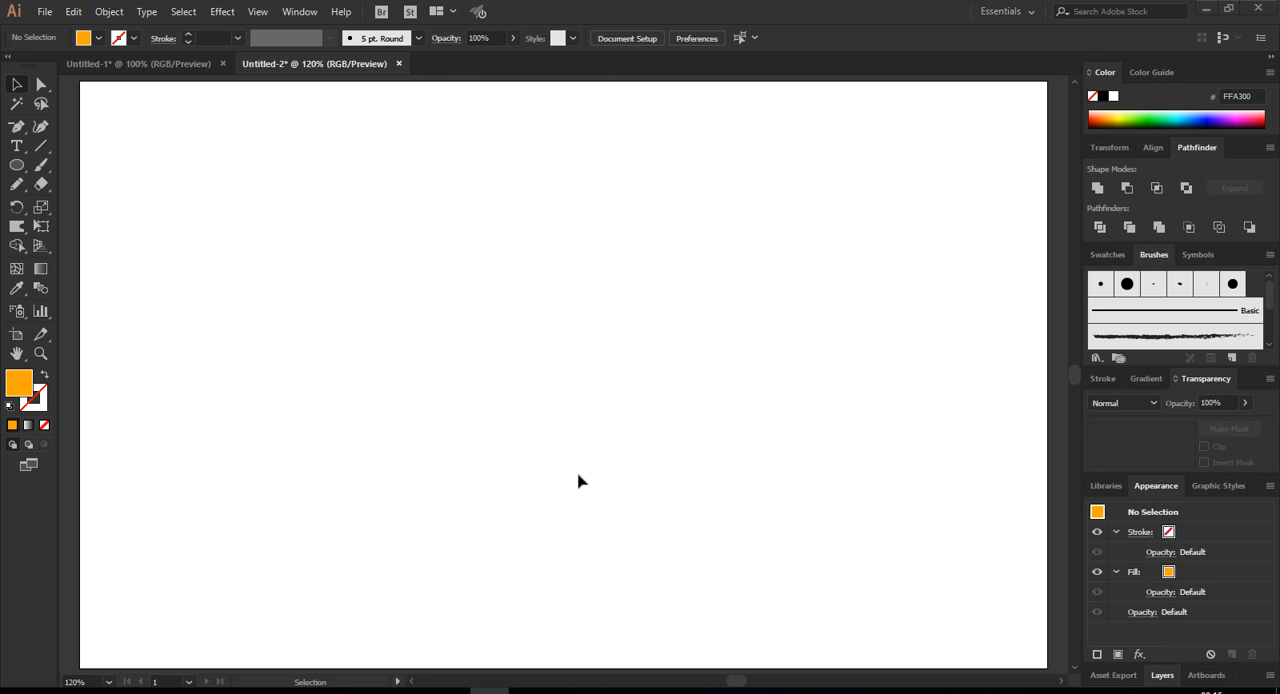 Ai File Edit Object Type Select Effect View Window Help Br St Essentials Search Adobe Stock
No Selection Stroke: 5 pt. Round Opacity: 100% Style: Document Setup Preferences
Untitled-1* @ 100% (RGB/Preview) × Untitled-2* @ 120% (RGB/Preview) ×
Color Color Guide
# FFA300
Transform Align Pathfinder
Shape Modes:
Expand
Pathfinders:
Swatches Brushes Symbols
Basic
Stroke Gradient Transparency
Normal Opacity: 100%
Make Mask
Clip
Invert Mask
Libraries Appearance Graphic Styles
No Selection
Stroke:
Opacity: Default
Fill:
Opacity: Default
Opacity: Default
fx.
Asset Export Layers Artboards
120% 1 Selection